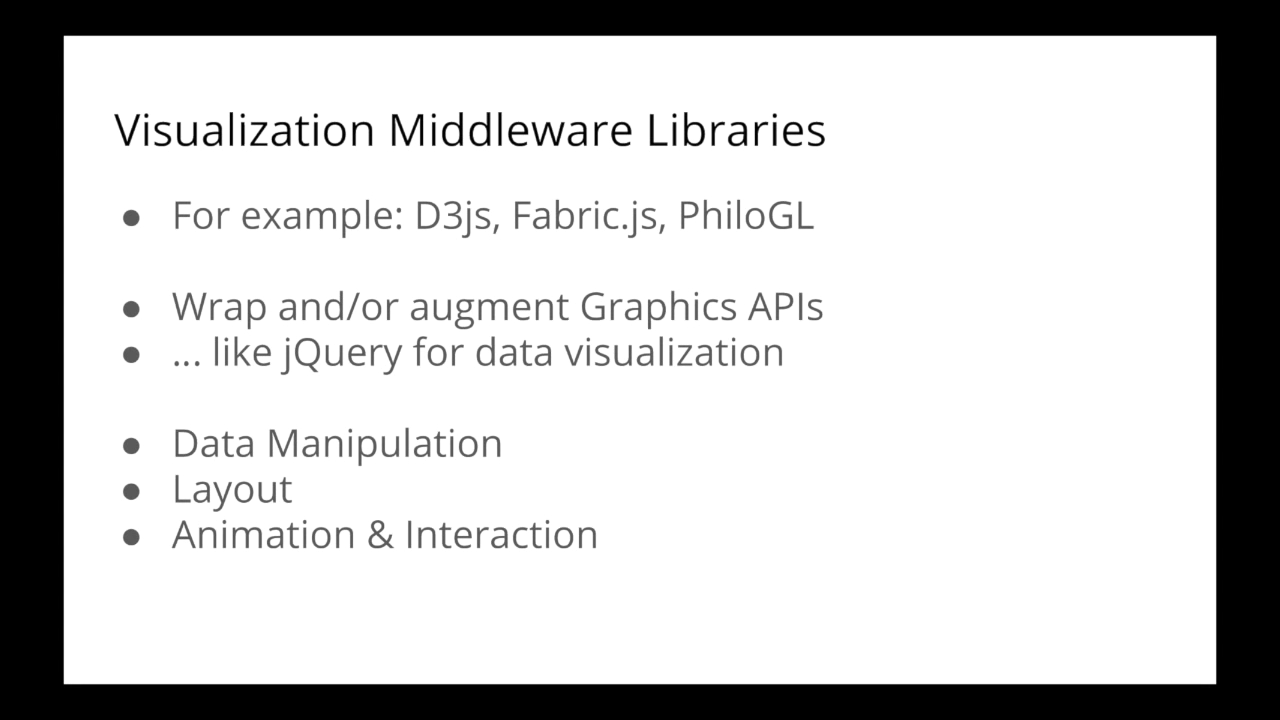 Visualization Middleware Libraries
● For example: D3js, Fabric.js, PhiloGL
● Wrap and/or augment Graphics APIs
● ... like jQuery for data visualization
● Data Manipulation
● Layout
● Animation & Interaction